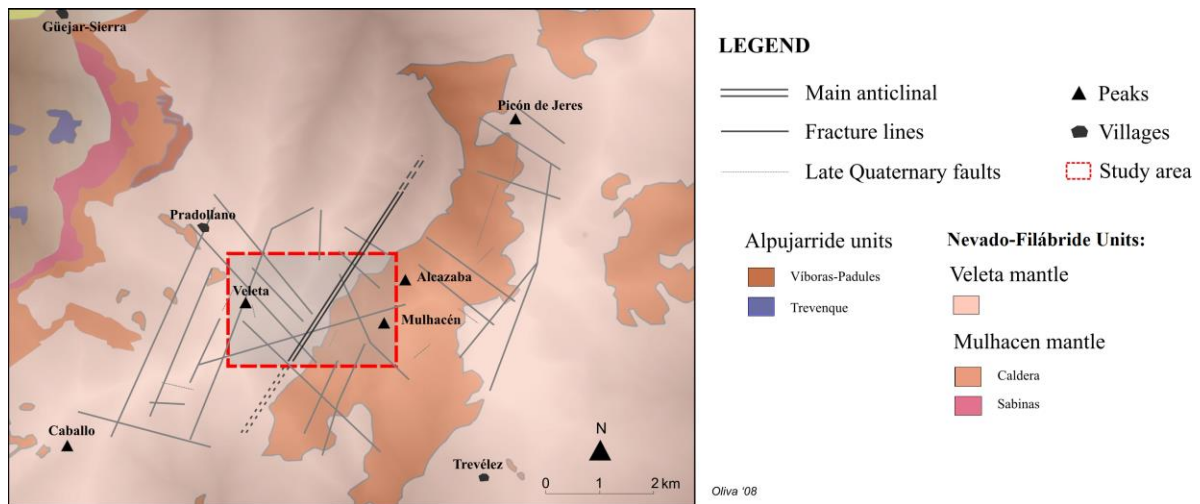 Güejar-Sierra
Picón de Jeres
Pradollano
Alcazaba
Veleta
Mulhacén
Caballo
Trevélez
N
0 1 2 km
LEGEND
Main anticlinal
Fracture lines
Late Quaternary faults
Peaks
Villages
Study area
Alpujarride units
Víboras-Padules
Trevenque
Nevado-Filábride Units:
Veleta mantle
Mulhacen mantle
Caldera
Sabinas
Oliva '08